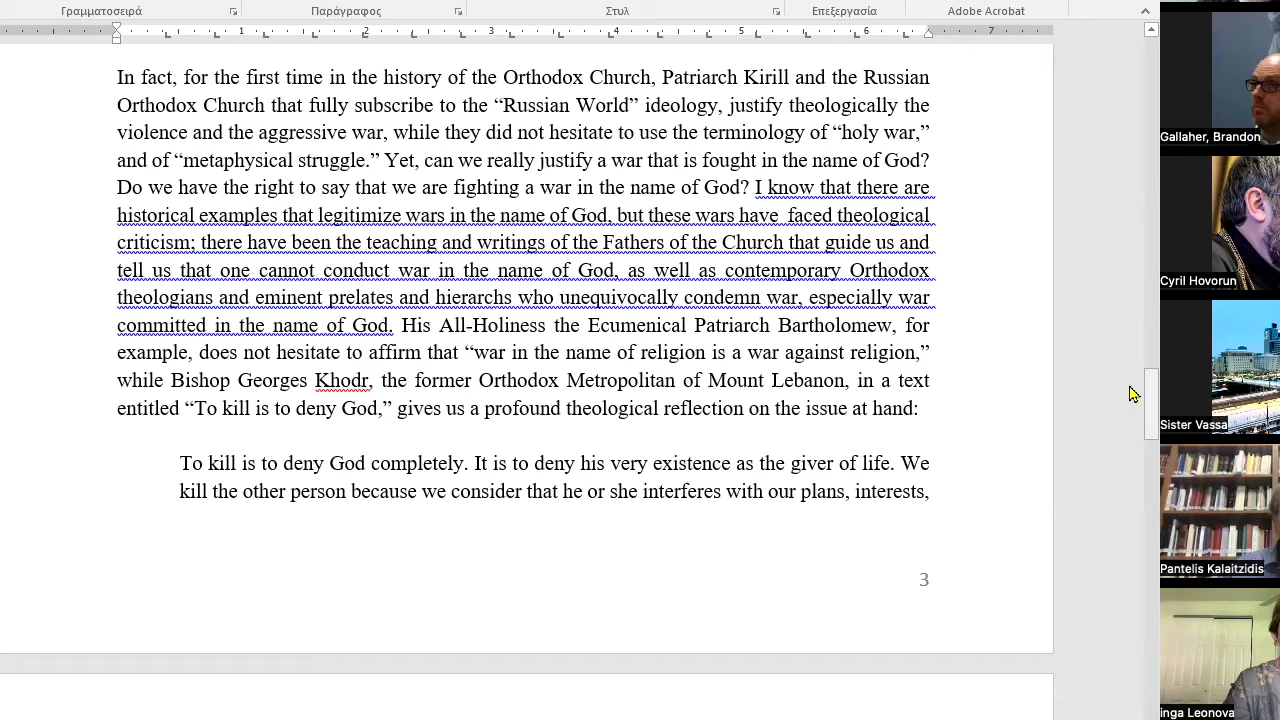 Γραμματοσειρά Παράγραφος Στυλ Επεξεργασία Adobe Acrobat
1 2 3 4 5 6 7
In fact, for the first time in the history of the Orthodox Church, Patriarch Kirill and the Russian
Orthodox Church that fully subscribe to the “Russian World” ideology, justify theologically the
violence and the aggressive war, while they did not hesitate to use the terminology of “holy war,”
and of “metaphysical struggle.” Yet, can we really justify a war that is fought in the name of God?
Do we have the right to say that we are fighting a war in the name of God? I know that there are
historical examples that legitimize wars in the name of God, but these wars have  faced theological
criticism; there have been the teaching and writings of the Fathers of the Church that guide us and
tell us that one cannot conduct war in the name of God, as well as contemporary Orthodox
theologians and eminent prelates and hierarchs who unequivocally condemn war, especially war
committed in the name of God. His All-Holiness the Ecumenical Patriarch Bartholomew, for
example, does not hesitate to affirm that “war in the name of religion is a war against religion,”
while Bishop Georges Khodr, the former Orthodox Metropolitan of Mount Lebanon, in a text
entitled “To kill is to deny God,” gives us a profound theological reflection on the issue at hand:
To kill is to deny God completely. It is to deny his very existence as the giver of life. We
kill the other person because we consider that he or she interferes with our plans, interests,
3
Gallaher, Brandon
Cyril Hovorun
Sister Vassa
Pantelis Kalaitzidis
inga Leonova